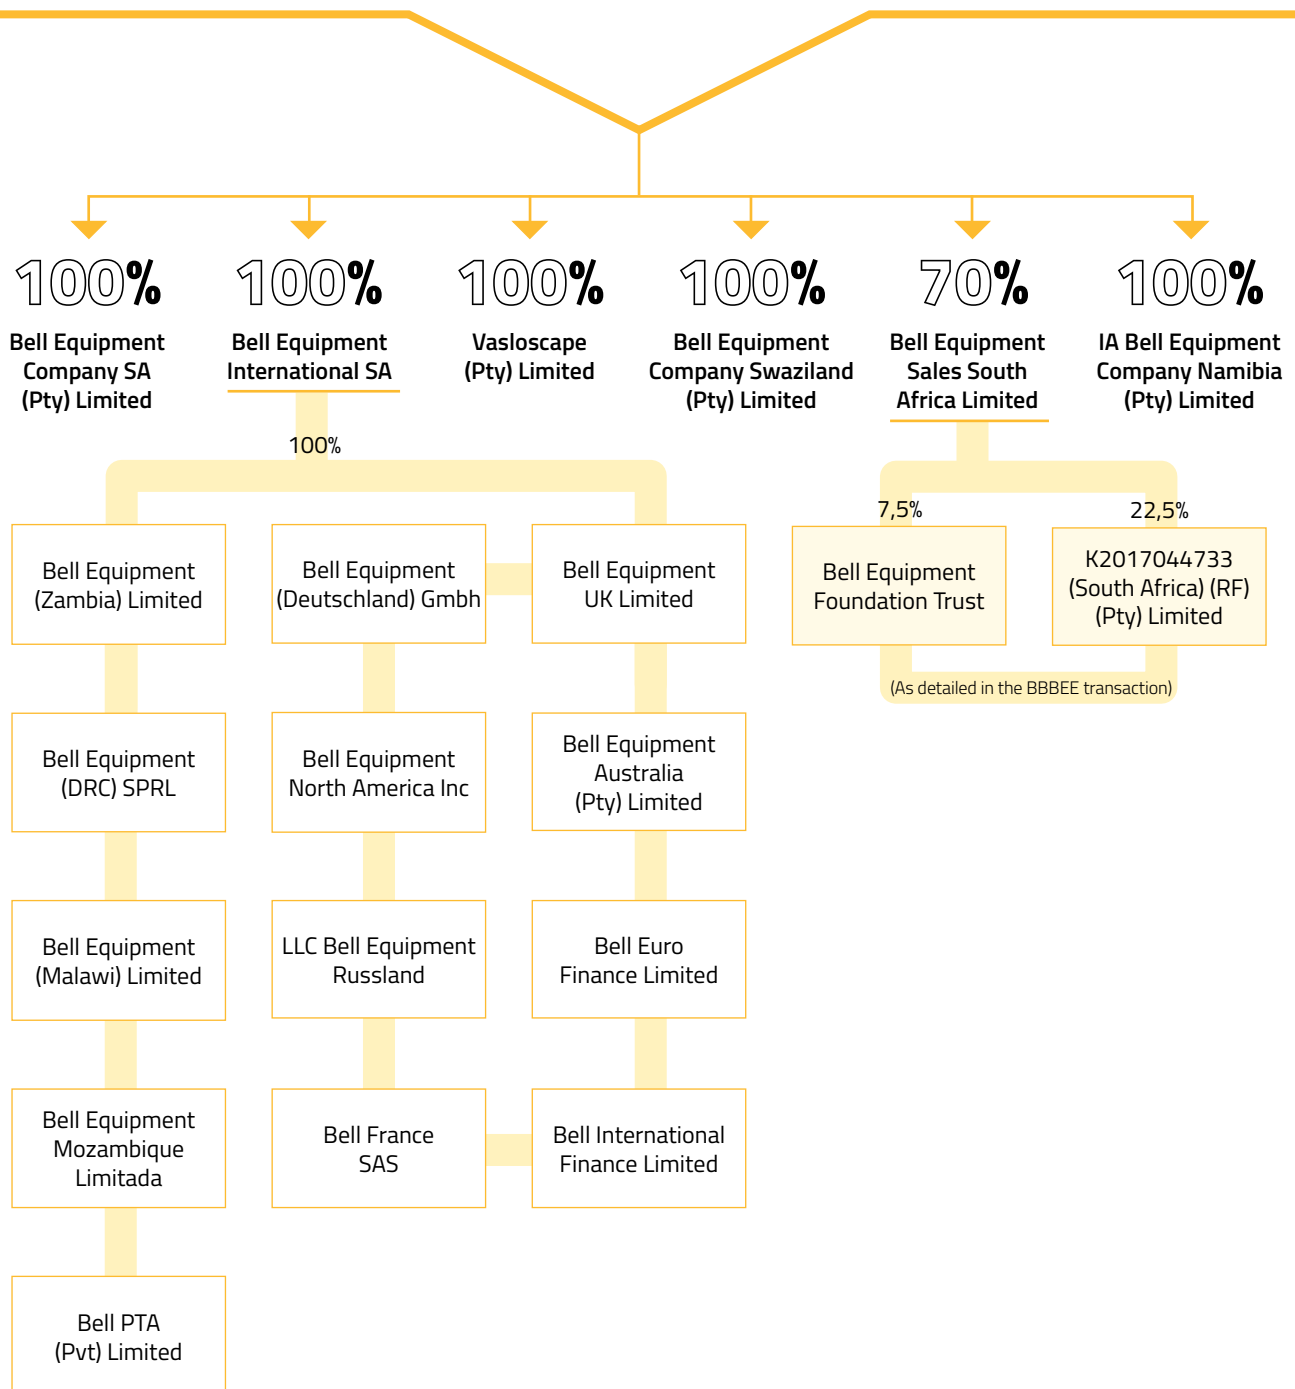 100%
Bell Equipment
Company SA
(Pty) Limited
100%
Bell Equipment
International SA
100%
Vasloscape
(Pty) Limited
100%
Bell Equipment
Company Swaziland
(Pty) Limited
70%
Bell Equipment
Sales South
Africa Limited
100%
IA Bell Equipment
Company Namibia
(Pty) Limited
100%
Bell Equipment
(Zambia) Limited
Bell Equipment
(Deutschland) Gmbh
Bell Equipment
UK Limited
7,5%
Bell Equipment
Foundation Trust
22,5%
K2017044733
(South Africa) (RF)
(Pty) Limited
(As detailed in the BBBEE transaction)
Bell Equipment
(DRC) SPRL
Bell Equipment
North America Inc
Bell Equipment
Australia
(Pty) Limited
Bell Equipment
(Malawi) Limited
LLC Bell Equipment
Russland
Bell Euro
Finance Limited
Bell Equipment
Mozambique
Limitada
Bell France
SAS
Bell International
Finance Limited
Bell PTA
(Pvt) Limited